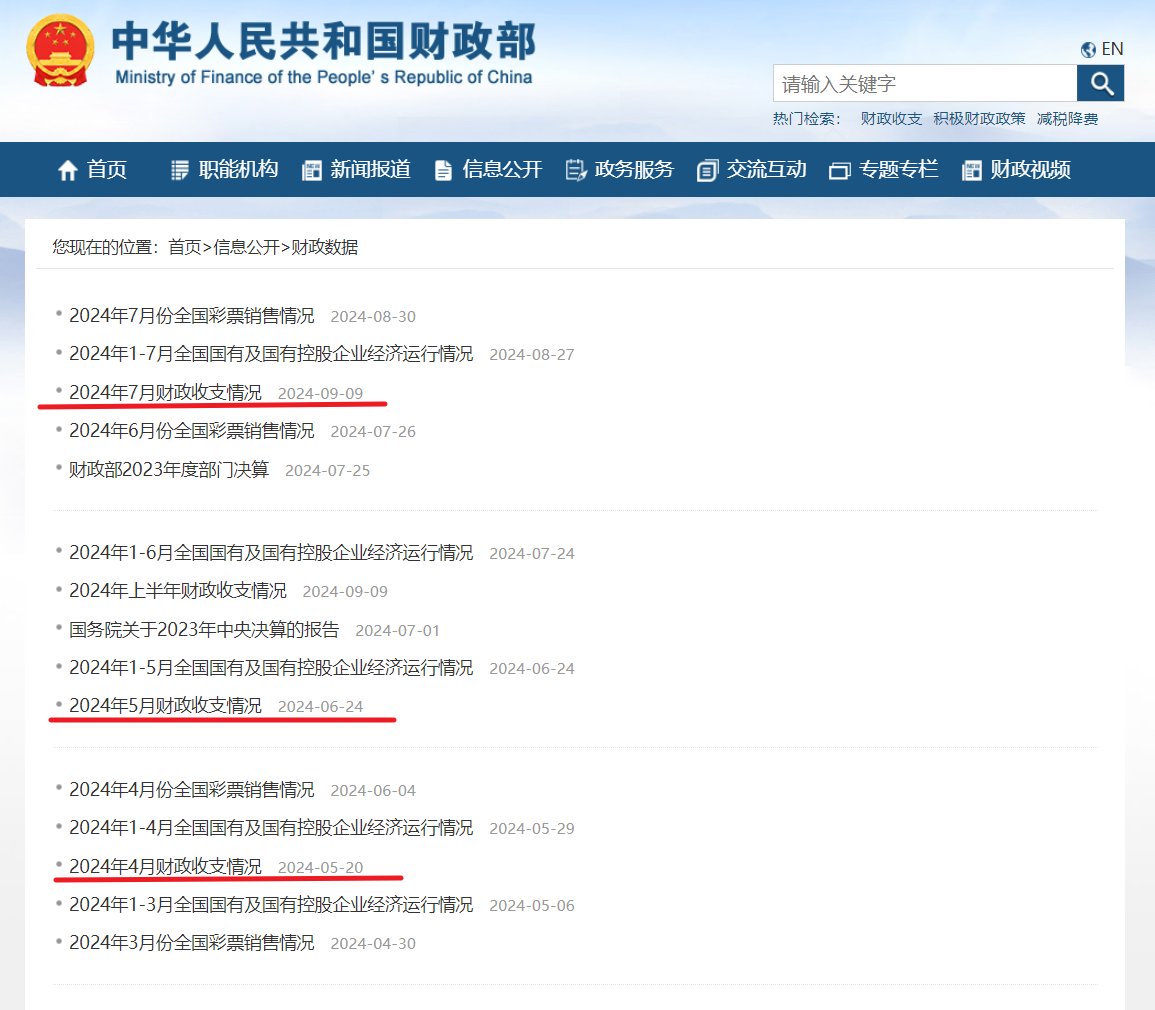 中华人民共和国财政部
Ministry of Finance of the People's Republic of China
EN
请输入关键字
热门检索： 财政收支 积极财政政策 减税降费
首页 职能机构 新闻报道 信息公开 政务服务 交流互动 专题专栏 财政视频
您现在的位置：首页>信息公开>财政数据
2024年7月份全国彩票销售情况 2024-08-30
2024年1-7月全国国有及国有控股企业经济运行情况 2024-08-27
2024年7月财政收支情况 2024-09-09
2024年6月份全国彩票销售情况 2024-07-26
财政部2023年度部门决算 2024-07-25
2024年1-6月全国国有及国有控股企业经济运行情况 2024-07-24
2024年上半年财政收支情况 2024-09-09
国务院关于2023年中央决算的报告 2024-07-01
2024年1-5月全国国有及国有控股企业经济运行情况 2024-06-24
2024年5月财政收支情况 2024-06-24
2024年4月份全国彩票销售情况 2024-06-04
2024年1-4月全国国有及国有控股企业经济运行情况 2024-05-29
2024年4月财政收支情况 2024-05-20
2024年1-3月全国国有及国有控股企业经济运行情况 2024-05-06
2024年3月份全国彩票销售情况 2024-04-30